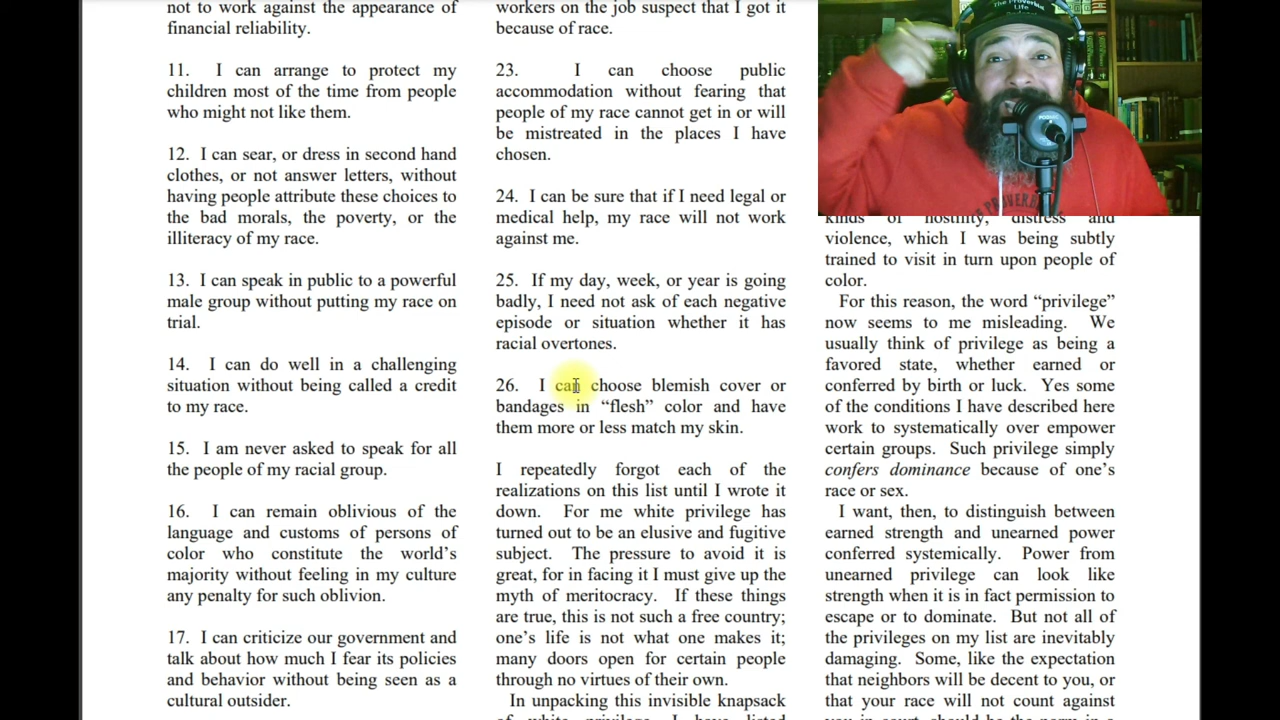 not to work against the appearance of
financial reliability.
11. I can arrange to protect my
children most of the time from people
who might not like them.
12. I can sear, or dress in second hand
clothes, or not answer letters, without
having people attribute these choices to
the bad morals, the poverty, or the
illiteracy of my race.
13. I can speak in public to a powerful
male group without putting my race on
trial.
14. I can do well in a challenging
situation without being called a credit
to my race.
15. I am never asked to speak for all
the people of my racial group.
16. I can remain oblivious of the
language and customs of persons of
color who constitute the world's
majority without feeling in my culture
any penalty for such oblivion.
17. I can criticize our government and
talk about how much I fear its policies
and behavior without being seen as a
cultural outsider.
workers on the job suspect that I got it
because of race.
23. I can choose public
accommodation without fearing that
people of my race cannot get in or will
be mistreated in the places I have
chosen.
24. I can be sure that if I need legal or
medical help, my race will not work
against me.
25. If my day, week, or year is going
badly, I need not ask of each negative
episode or situation whether it has
racial overtones.
26. I can choose blemish cover or
bandages in “flesh” color and have
them more or less match my skin.
I repeatedly forgot each of the
realizations on this list until I wrote it
down. For me white privilege has
turned out to be an elusive and fugitive
subject. The pressure to avoid it is
great, for in facing it I must give up the
myth of meritocracy. If these things
are true, this is not such a free country;
one's life is not what one makes it;
many doors open for certain people
through no virtues of their own.
In unpacking this invisible knapsack
of white privilege, I have listed
The Proverbial
Life
PODMIC
PROVERB
kinds of hostility, distress and
violence, which I was being subtly
trained to visit in turn upon people of
color.
For this reason, the word “privilege”
now seems to me misleading. We
usually think of privilege as being a
favored state, whether earned or
conferred by birth or luck. Yes some
of the conditions I have described here
work to systematically over empower
certain groups. Such privilege simply
confers dominance because of one's
race or sex.
I want, then, to distinguish between
earned strength and unearned power
conferred systemically. Power from
unearned privilege can look like
strength when it is in fact permission to
escape or to dominate. But not all of
the privileges on my list are inevitably
damaging. Some, like the expectation
that neighbors will be decent to you, or
that your race will not count against
you in court, should be the norm in a